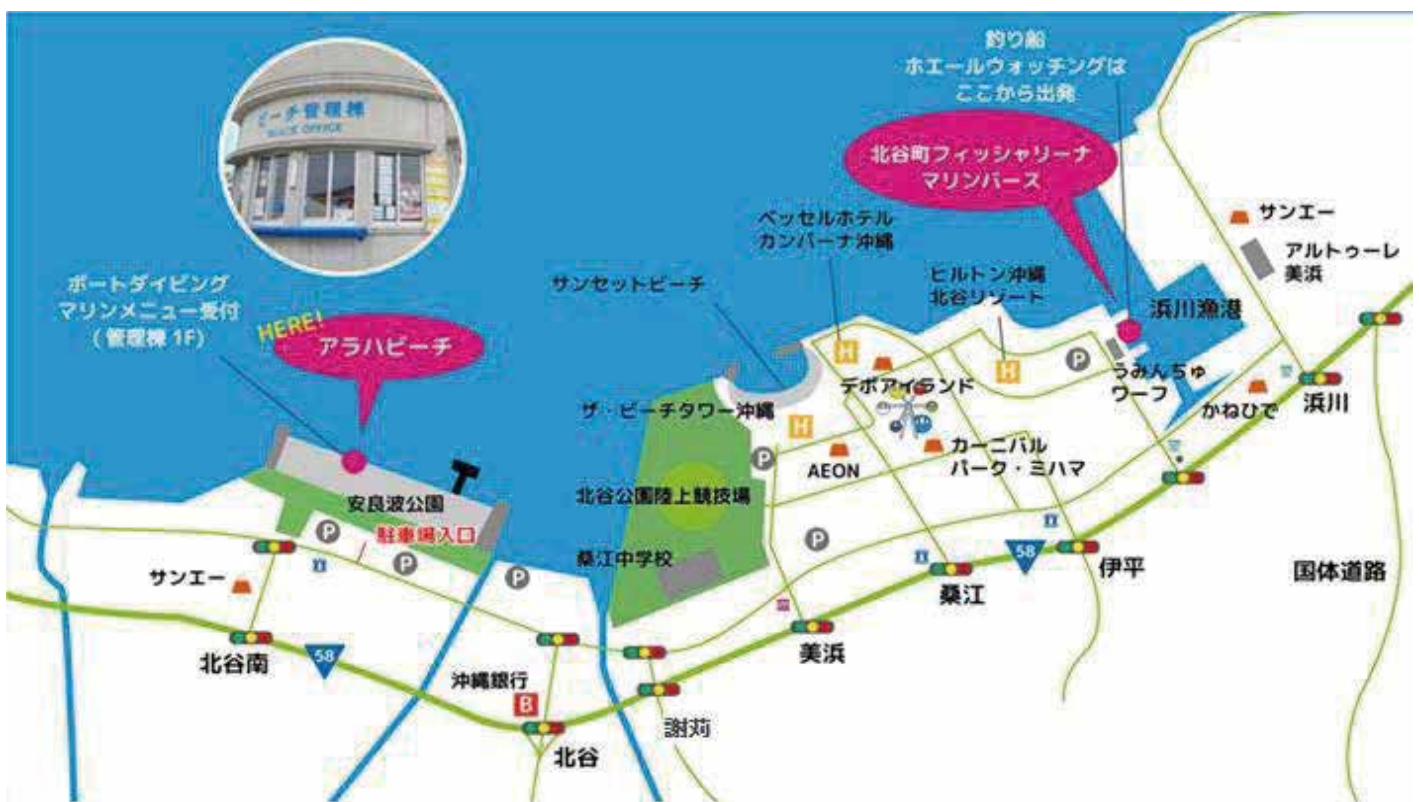 ビーチ管理棟
BEACH OFFICE
釣り船
ホエールウォッチングは
ここから出発
北谷町フィッシャリーナ
マリンバース
ベッセルホテル
カンパーナ沖縄
サンエー
アルトゥーレ
美浜
ボートダイビング
マリンメニュー受付
(管理棟 1F)
HERE!
アラハビーチ
サンセットビーチ
ヒルトン沖縄
北谷リゾート
浜川漁港
H
P
H
デポアイランド
うみんちゅ
ワーフ
かねひで
浜川
ザ・ビーチタワー沖縄
H
カーニバル
パーク・ミハマ
AEON
P
安良波公園
北谷公園陸上競技場
P
駐車場入口
P
P
P
桑江中学校
サンエー
58
桑江
伊平
国体道路
北谷南
58
美浜
沖縄銀行
B
謝苅
北谷